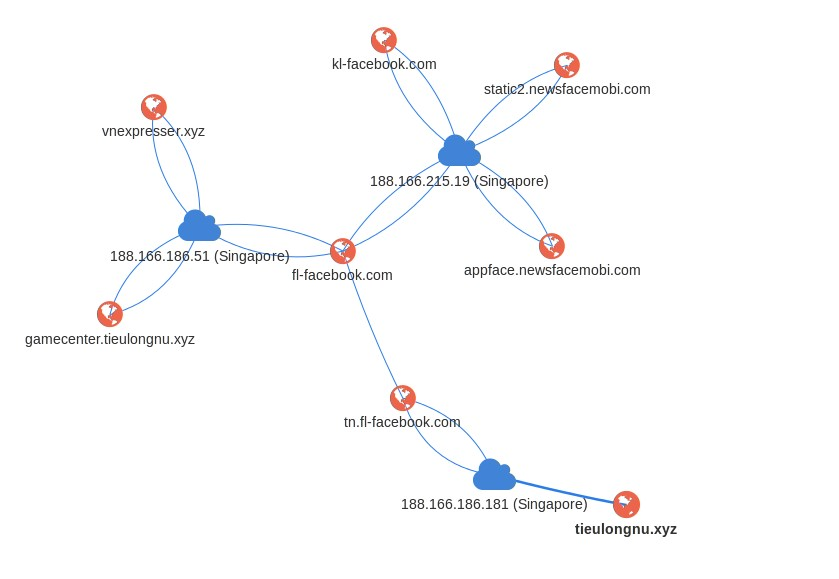 kl-facebook.com
static2.newsfacemobi.com
vnexpresser.xyz
188.166.215.19 (Singapore)
188.166.186.51 (Singapore)
fl-facebook.com
appface.newsfacemobi.com
gamecenter.tieulongnu.xyz
tn.fl-facebook.com
188.166.186.181 (Singapore)
tieulongnu.xyz